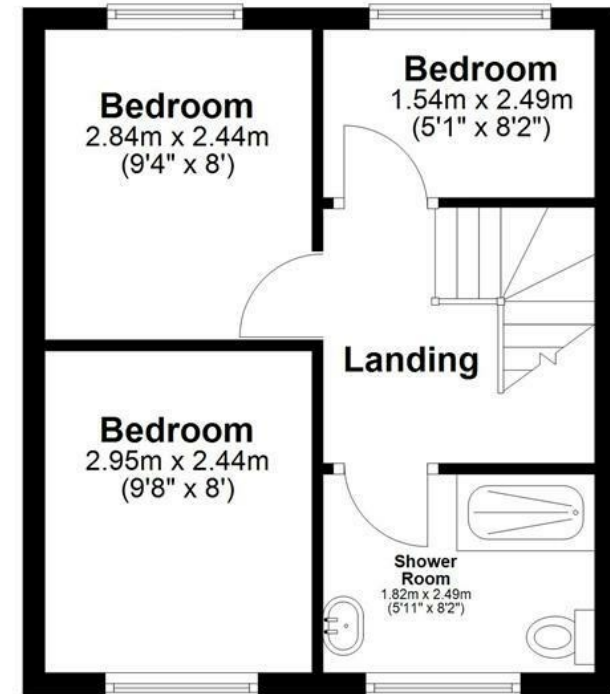 Bedroom
2.84m x 2.44m
(9'4" x 8')
Bedroom
1.54m x 2.49m
(5'1" x 8'2")
Landing
Bedroom
2.95m x 2.44m
(9'8" x 8')
Shower
Room
1.82m x 2.49m
(5'11" x 8'2")